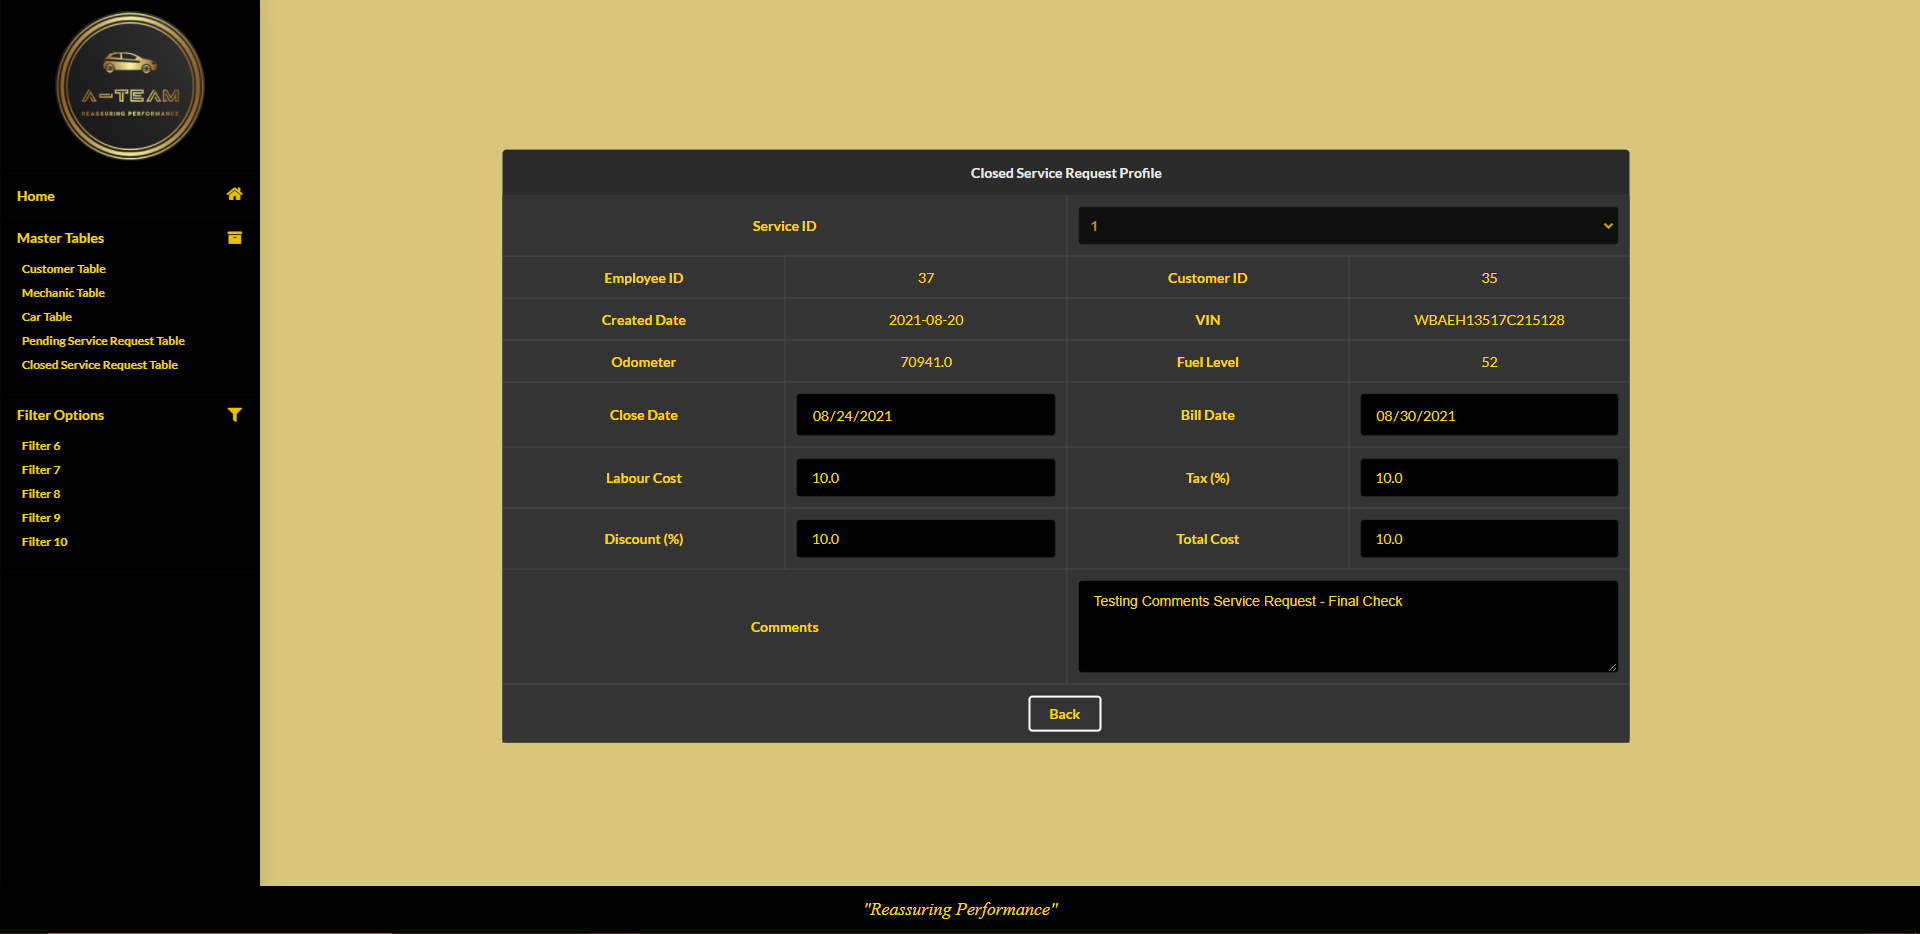 A-TEAM
REASSURING PERFORMANCE
Home
Master Tables
Customer Table
Mechanic Table
Car Table
Pending Service Request Table
Closed Service Request Table
Filter Options
Filter 6
Filter 7
Filter 8
Filter 9
Filter 10
Closed Service Request Profile
Service ID 1
Employee ID 37 Customer ID 35
Created Date 2021-08-20 VIN WBAEH13517C215128
Odometer 70941.0 Fuel Level 52
Close Date 08/24/2021 Bill Date 08/30/2021
Labour Cost 10.0 Tax (%) 10.0
Discount (%) 10.0 Total Cost 10.0
Comments Testing Comments Service Request - Final Check
Back
"Reassuring Performance"